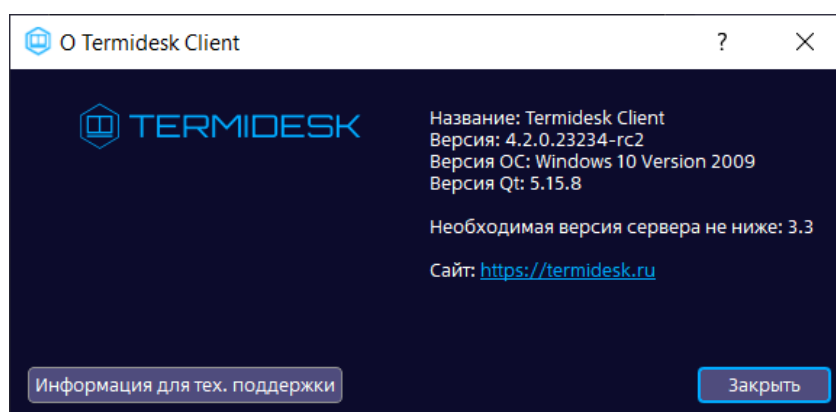 О Termidesk Client
?
TERMIDESK
Название: Termidesk Client
Версия: 4.2.0.23234-rc2
Версия ОС: Windows 10 Version 2009
Версия Qt: 5.15.8
Необходимая версия сервера не ниже: 3.3
Сайт: https://termidesk.ru
Информация для тех. поддержки
Закрыть